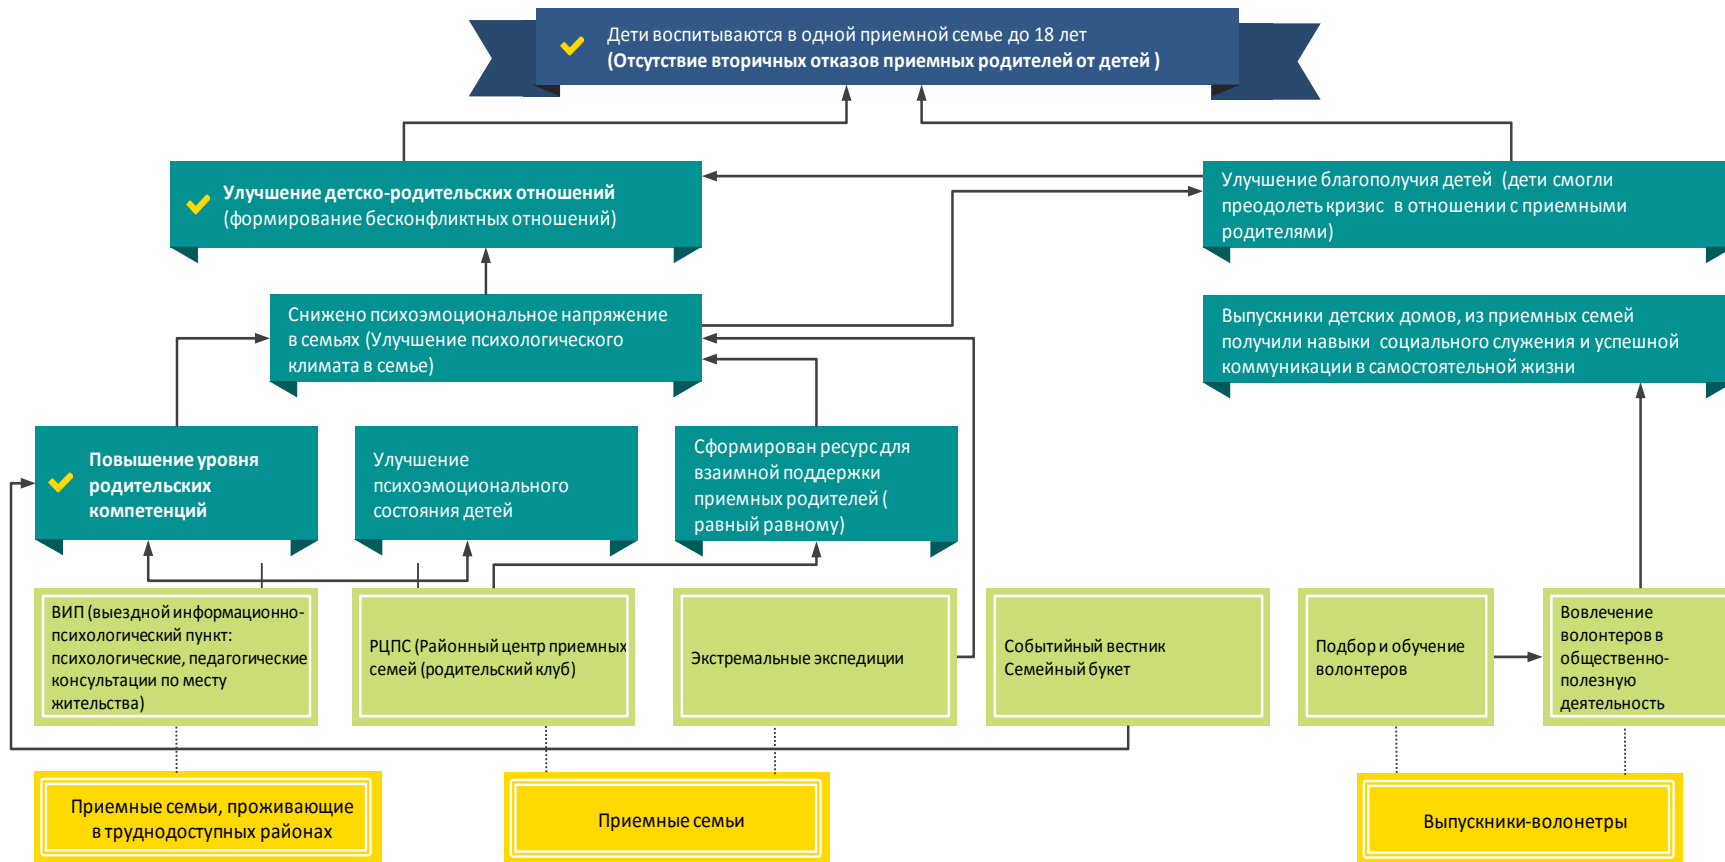 Дети воспитываются в одной приемной семье до 18 лет
(Отсутствие вторичных отказов приемных родителей от детей )
Улучшение детско-родительских отношений
(формирование бесконфликтных отношений)
Улучшение благополучия детей (дети смогли
преодолеть кризис в отношении с приемными
родителями)
Снижено психоэмоциональное напряжение
в семьях (Улучшение психологического
климата в семье)
Выпускники детских домов, из приемных семей
получили навыки социального служения и успешной
коммуникации в самостоятельной жизни
Повышение уровня
родительских
компетенций
Улучшение
психоэмоционального
состояния детей
Сформирован ресурс для
взаимной поддержки
приемных родителей (
равный равному)
ВИП (выездной информационно-
психологический пункт:
психологические, педагогические
консультации по месту
жительства)
РЦПС (Районный центр приемных
семей (родительский клуб)
Экстремальные экспедиции
Событийный вестник
Семейный букет
Подбор и обучение
волонтеров
Вовлечение
волонтеров в
общественно-
полезную
деятельность
Приемные семьи, проживающие
в труднодоступных районах
Приемные семьи
Выпускники-волонетры